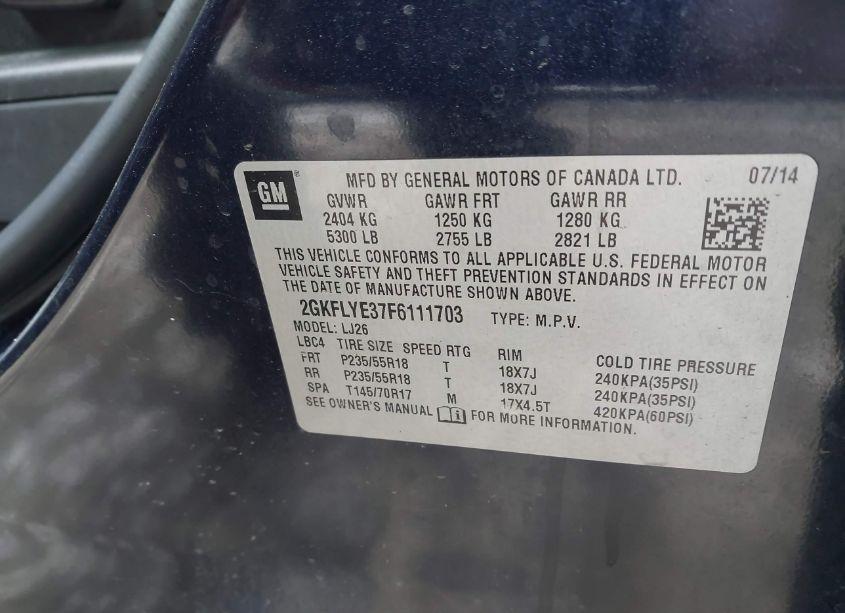 GM ® MFD BY GENERAL MOTORS OF CANADA LTD. 07/14
GVWR GAWR FRT GAWR RR
2404 KG 1250 KG 1280 KG
5300 LB 2755 LB 2821 LB
THIS VEHICLE CONFORMS TO ALL APPLICABLE U.S. FEDERAL MOTOR
VEHICLE SAFETY AND THEFT PREVENTION STANDARDS IN EFFECT ON
THE DATE OF MANUFACTURE SHOWN ABOVE.
2GKFLYE37F6111703 TYPE: M.P.V.
MODEL: LJ26
LBC4 TIRE SIZE SPEED RTG RIM COLD TIRE PRESSURE
FRT P235/55R18 T 18X7J 240KPA(35PSI)
RR P235/55R18 T 18X7J 240KPA(35PSI)
SPA T145/70R17 M 17X4.5T 420KPA(60PSI)
SEE OWNER'S MANUAL FOR MORE INFORMATION.